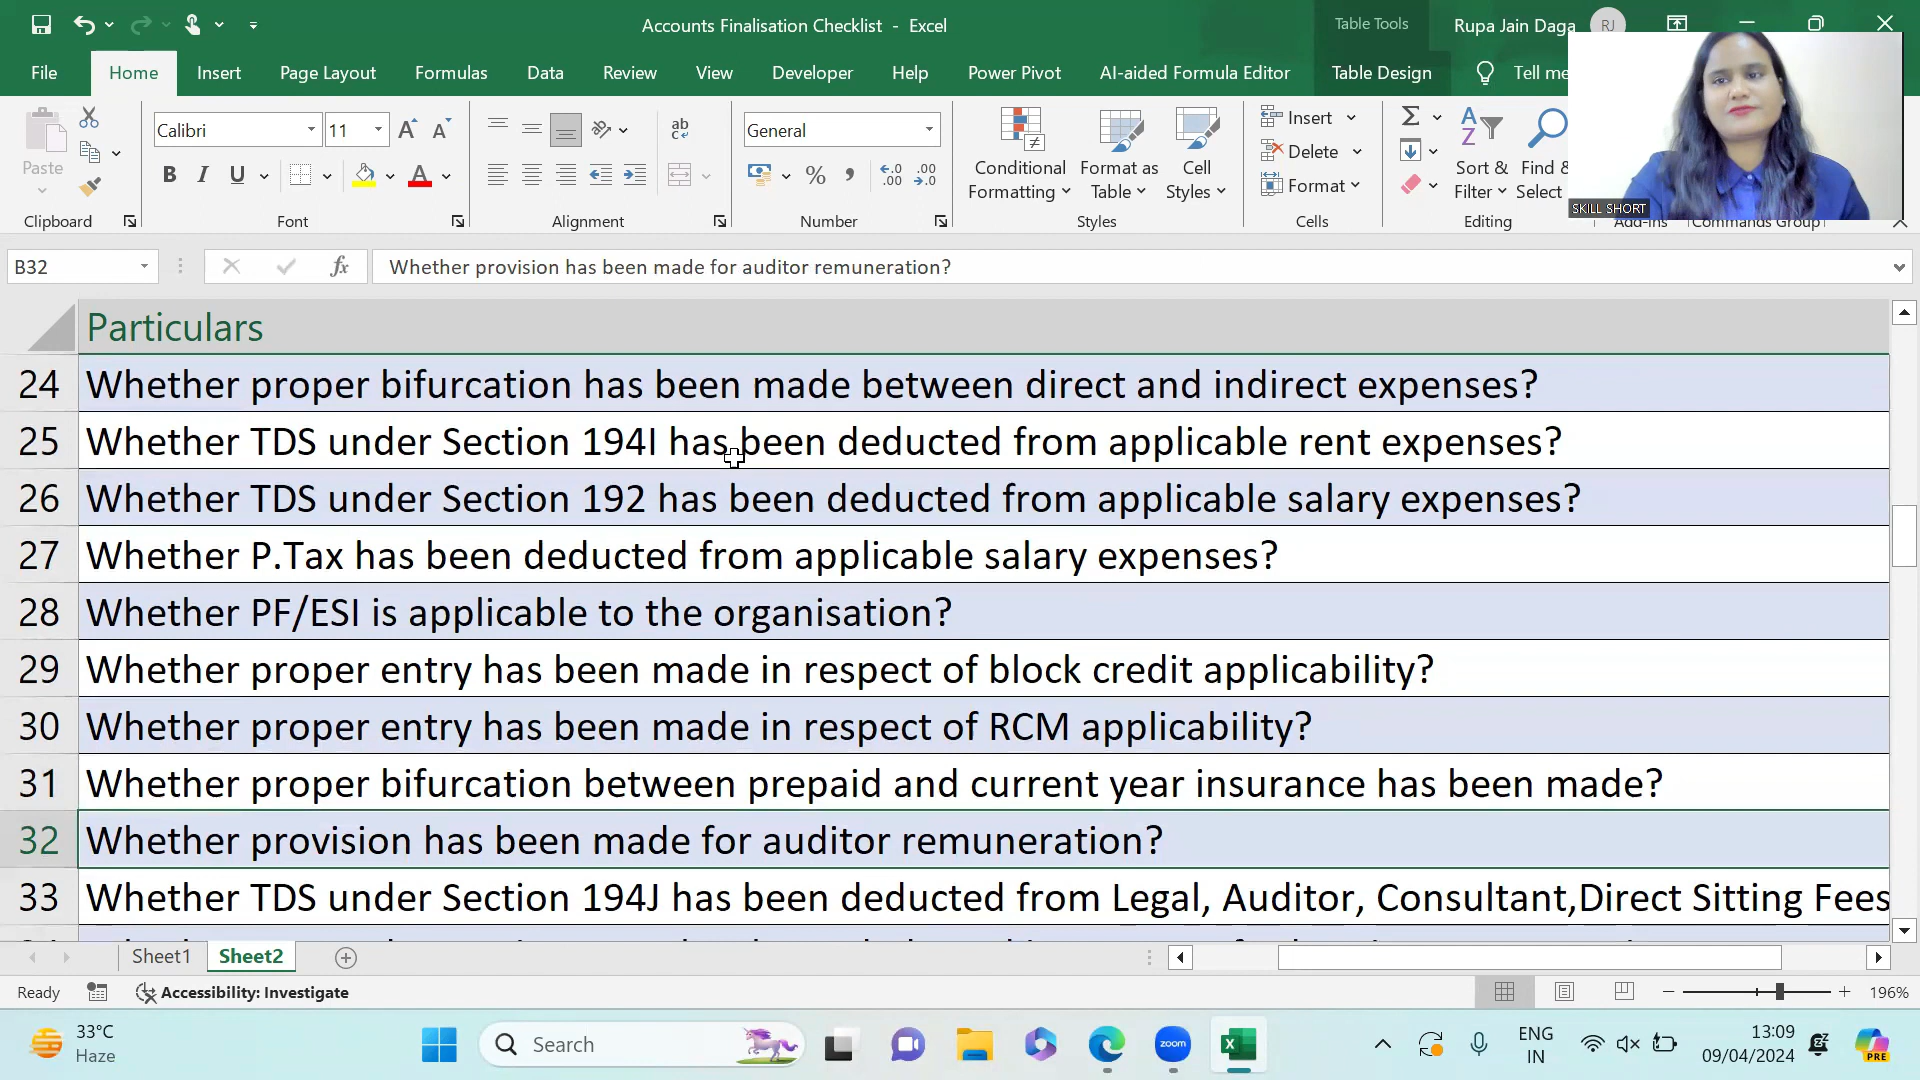 Accounts Finalisation Checklist - Excel
Table Tools
Rupa Jain Daga
RJ
File
Home
Insert
Page Layout
Formulas
Data
Review
View
Developer
Help
Power Pivot
AI-aided Formula Editor
Table Design
Tell me
Paste
Clipboard
Calibri
11
B I U
Font
ab
Alignment
General
Number
Conditional Formatting
Format as Table
Cell Styles
Styles
Insert
Delete
Format
Cells
Sort & Filter
Find & Select
Editing
SKILL SHORT
Add-ins
Commands Group
B32
fx
Whether provision has been made for auditor remuneration?
Particulars
24 Whether proper bifurcation has been made between direct and indirect expenses?
25 Whether TDS under Section 194I has been deducted from applicable rent expenses?
26 Whether TDS under Section 192 has been deducted from applicable salary expenses?
27 Whether P.Tax has been deducted from applicable salary expenses?
28 Whether PF/ESI is applicable to the organisation?
29 Whether proper entry has been made in respect of block credit applicability?
30 Whether proper entry has been made in respect of RCM applicability?
31 Whether proper bifurcation between prepaid and current year insurance has been made?
32 Whether provision has been made for auditor remuneration?
33 Whether TDS under Section 194J has been deducted from Legal, Auditor, Consultant,Direct Sitting Fees
Sheet1
Sheet2
Ready
Accessibility: Investigate
196%
33°C
Haze
Search
zoom
ENG
IN
13:09
09/04/2024
PRE